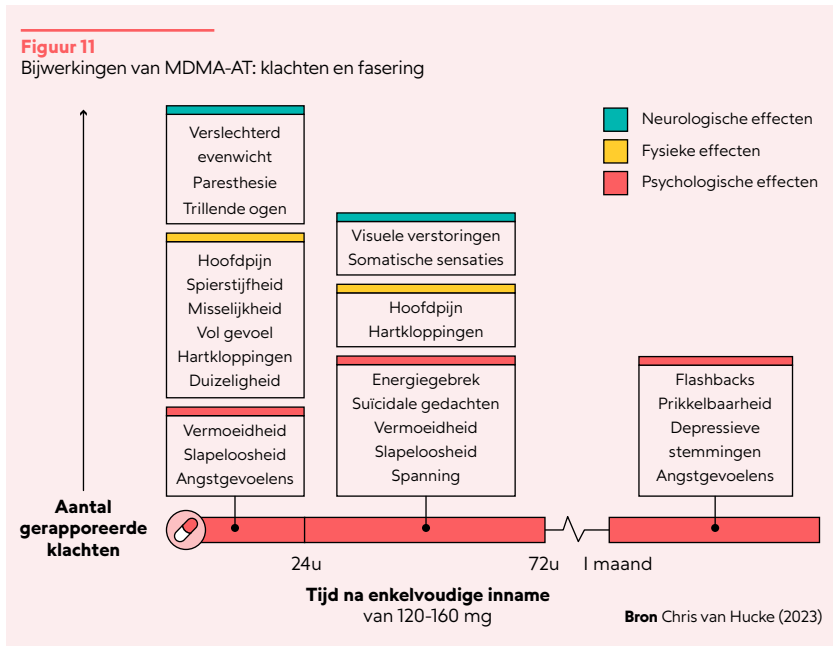 Figuur 11
Bijwerkingen van MDMA-AT: klachten en fasering
Neurologische effecten
Fysieke effecten
Psychologische effecten
Verslechterd
evenwicht
Paresthesie
Trillende ogen
Hoofdpijn
Spierstijfheid
Misselijkheid
Vol gevoel
Hartkloppingen
Duizeligheid
Vermoeidheid
Slapeloosheid
Angstgevoelens
Visuele verstoringen
Somatische sensaties
Hoofdpijn
Hartkloppingen
Energiegebrek
Suïcidale gedachten
Vermoeidheid
Slapeloosheid
Spanning
Flashbacks
Prikkelbaarheid
Depressieve
stemmingen
Angstgevoelens
Aantal
gerapporeerde
klachten
24u
72u
1 maand
Tijd na enkelvoudige inname
van 120-160 mg
Bron Chris van Hucke (2023)